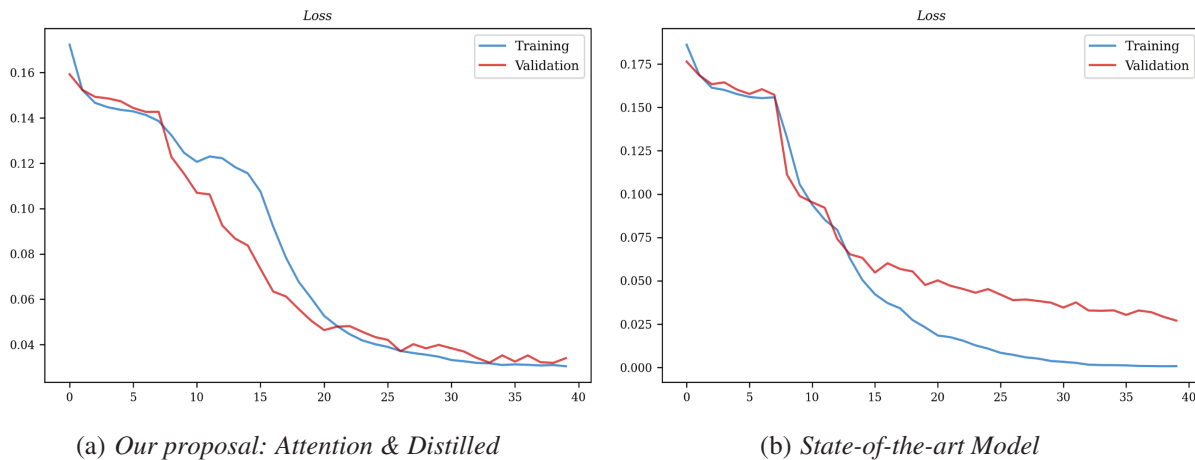 Loss
Training
Validation
0.16
0.14
0.12
0.10
0.08
0.06
0.04
0 5 10 15 20 25 30 35 40
(a) Our proposal: Attention & Distilled
Loss
Training
Validation
0.175
0.150
0.125
0.100
0.075
0.050
0.025
0.000
0 5 10 15 20 25 30 35 40
(b) State-of-the-art Model